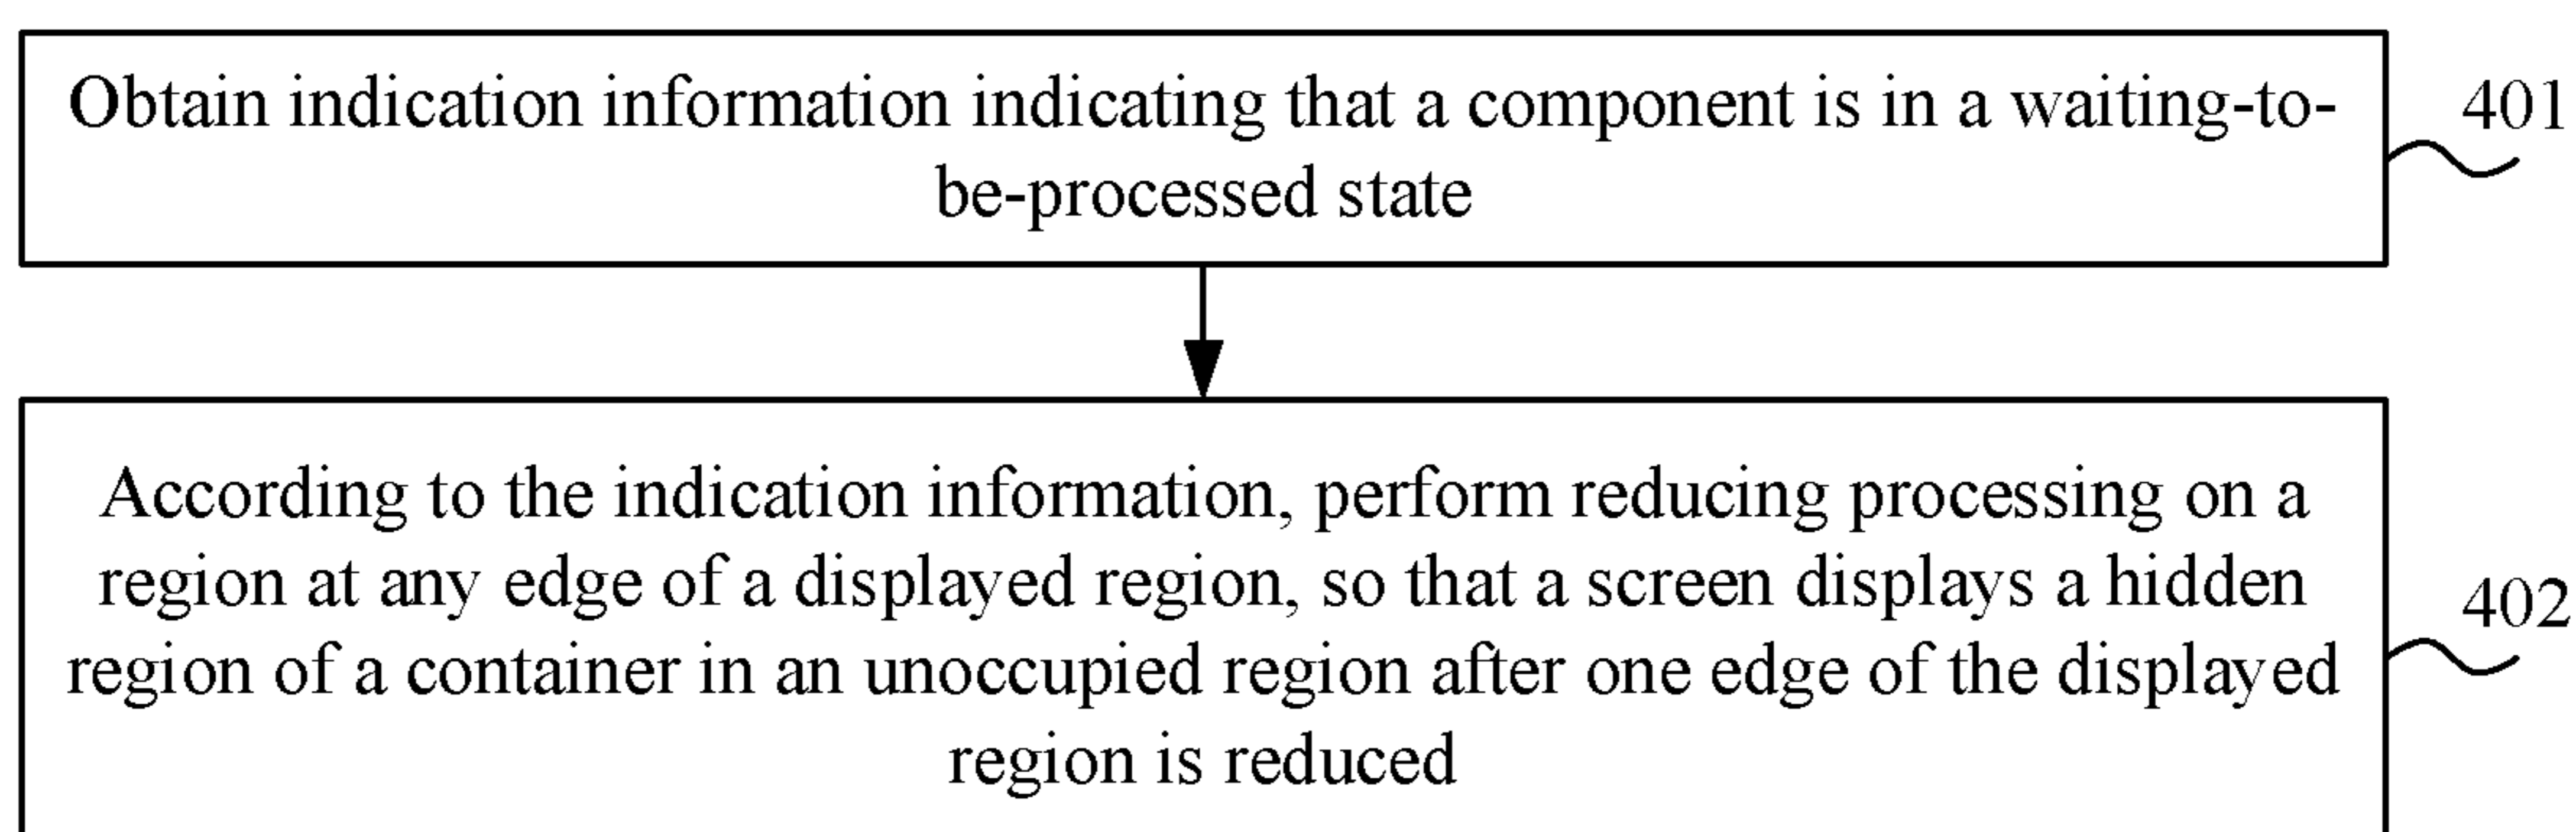 Obtain indication information indicating that a component is in a waiting-to-
be-processed state
401
According to the indication information, perform reducing processing on a
region at any edge of a displayed region, so that a screen displays a hidden
region of a container in an unoccupied region after one edge of the displayed
region is reduced
402